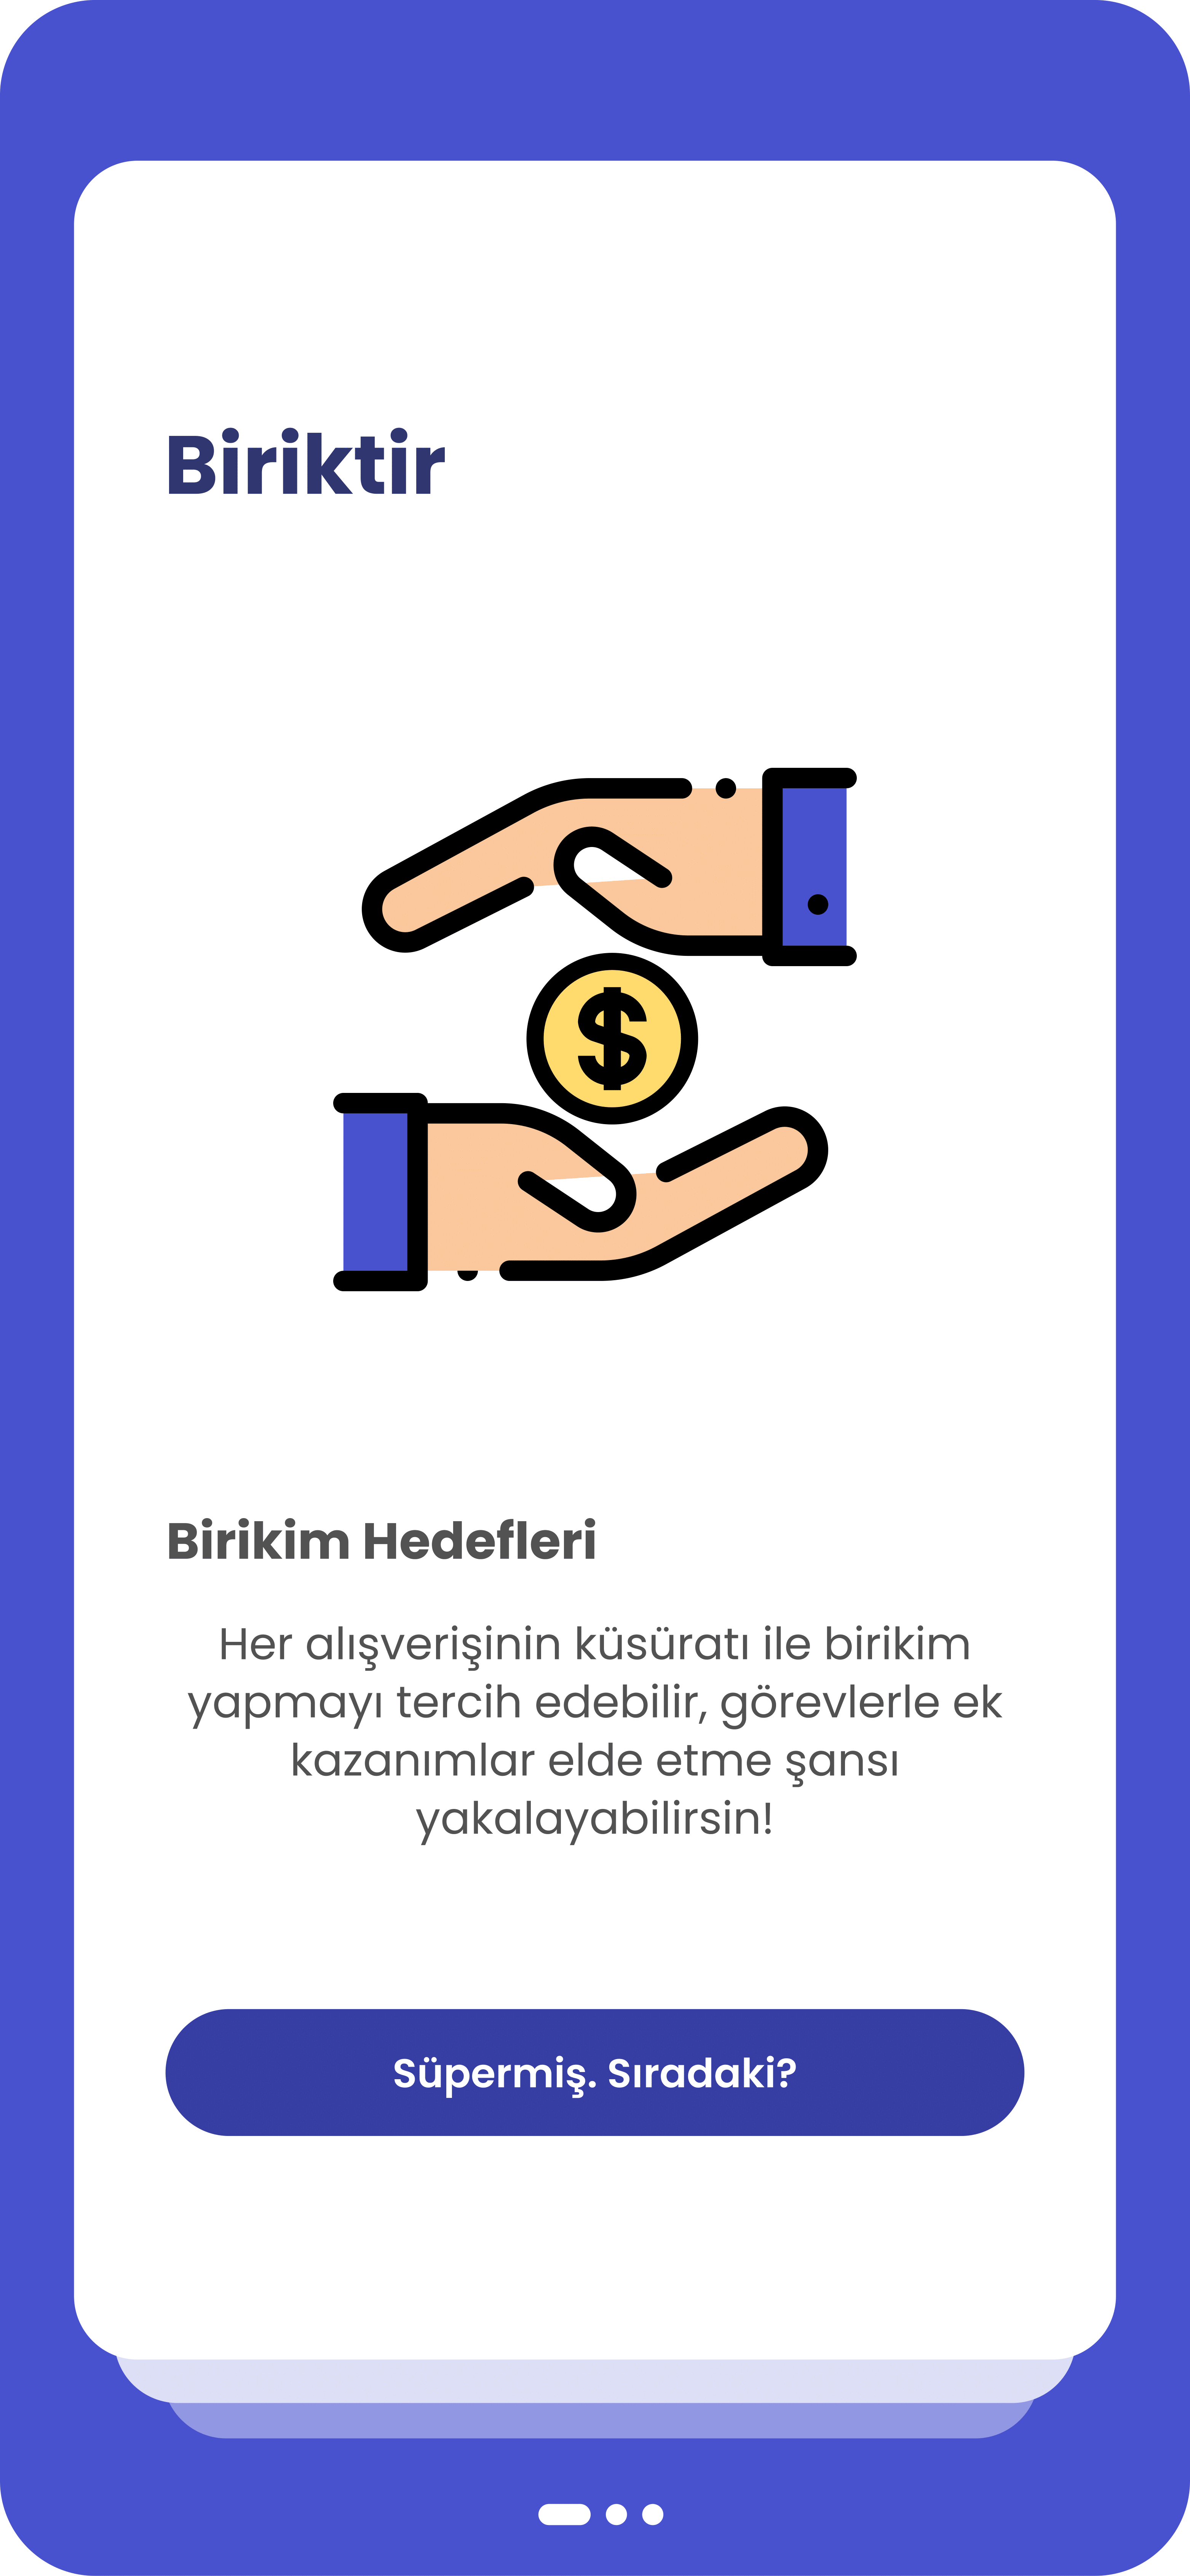 Biriktir
$
Birikim Hedefleri
Her alışverişinin küsüratı ile birikim
yapmayı tercih edebilir, görevlerle ek
kazanımlar elde etme şansı
yakalayabilirsin!
Süpermiş. Sıradaki?